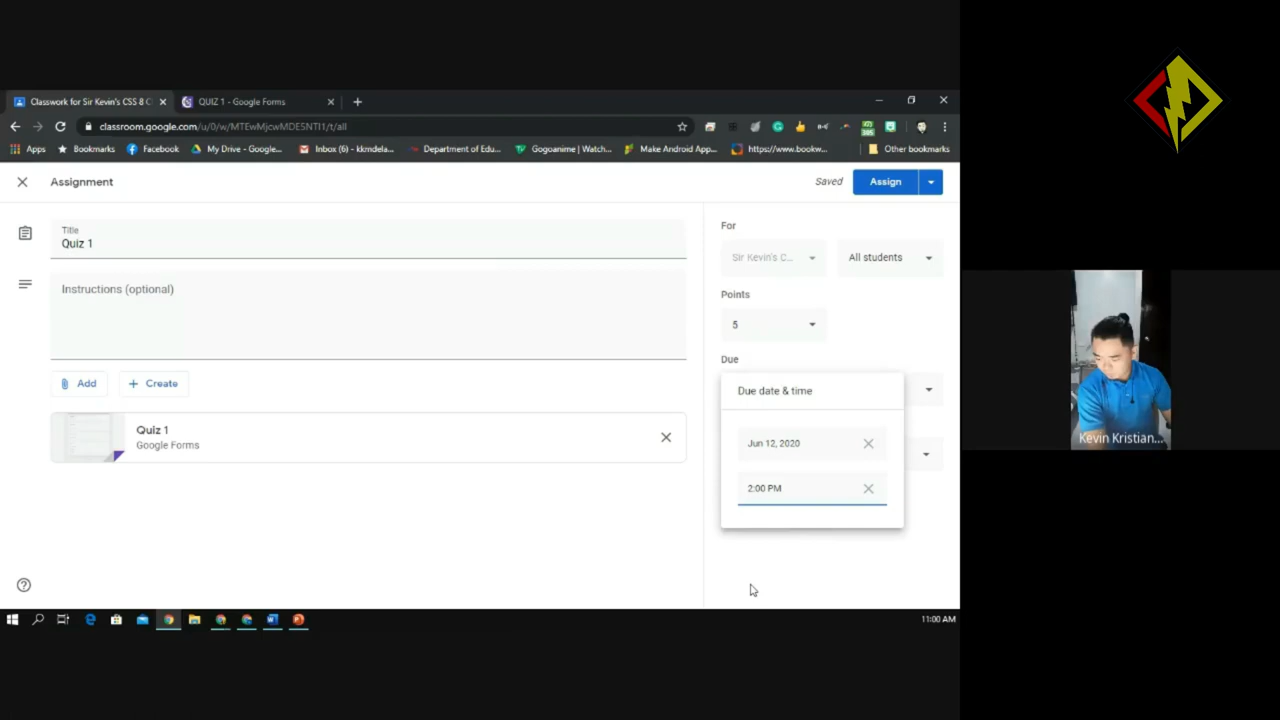 Classwork for Sir Kevin's CSS 8 C
QUIZ 1 - Google Forms
classroom.google.com/u/0/w/MTEwMjcwMDE5NTI1/t/all
Apps
Bookmarks
Facebook
My Drive - Google...
Inbox (6) - kkmdela...
Department of Edu...
Gogoanime | Watch...
Make Android App...
https://www.bookw...
Other bookmarks
Assignment
Saved
Assign
Title
Quiz 1
Instructions (optional)
Add
Create
Quiz 1
Google Forms
For
Sir Kevin's C...
All students
Points
5
Due
Due date & time
Jun 12, 2020
2:00 PM
11:00 AM
Kevin Kristian...